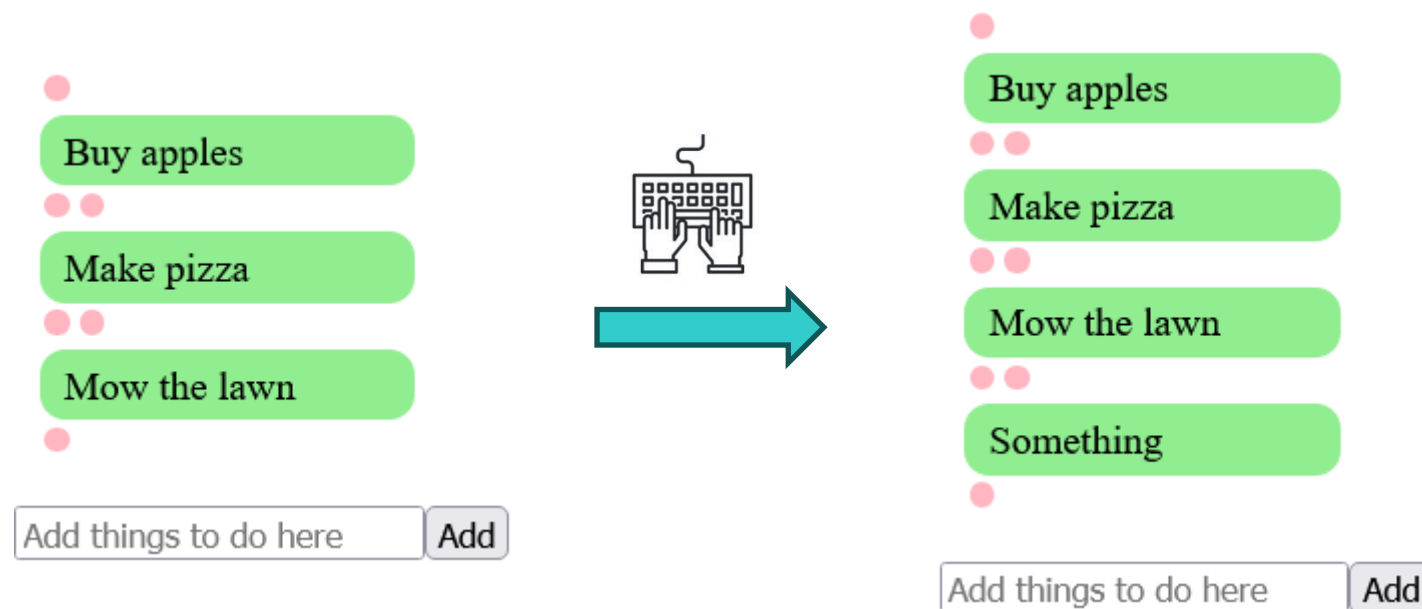 Buy apples
Make pizza
Mow the lawn
Add things to do here
Add
Buy apples
Make pizza
Mow the lawn
Something
Add things to do here
Add